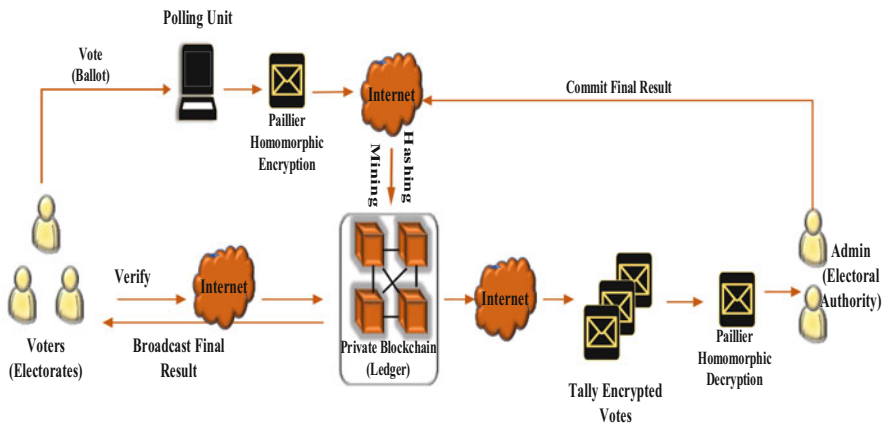 Polling Unit
Vote
(Ballot)
Internet
Commit Final Result
Paillier
Homomorphic
Encryption
Mining
Hashing
Verify
Internet
Internet
Admin
(Electoral
Authority)
Voters
(Electorates)
Broadcast Final
Result
Private Blockchain
(Ledger)
Paillier
Homomorphic
Decryption
Tally Encrypted
Votes